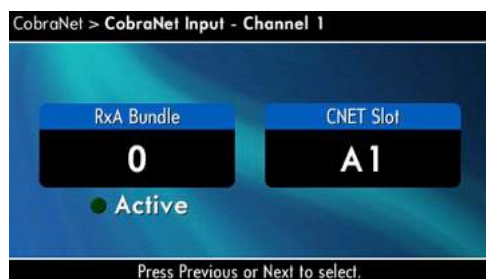 CobraNet > CobraNet Input - Channel 1
RxA Bundle
CNET Slot
0
A1
Active
Press Previous or Next to select.